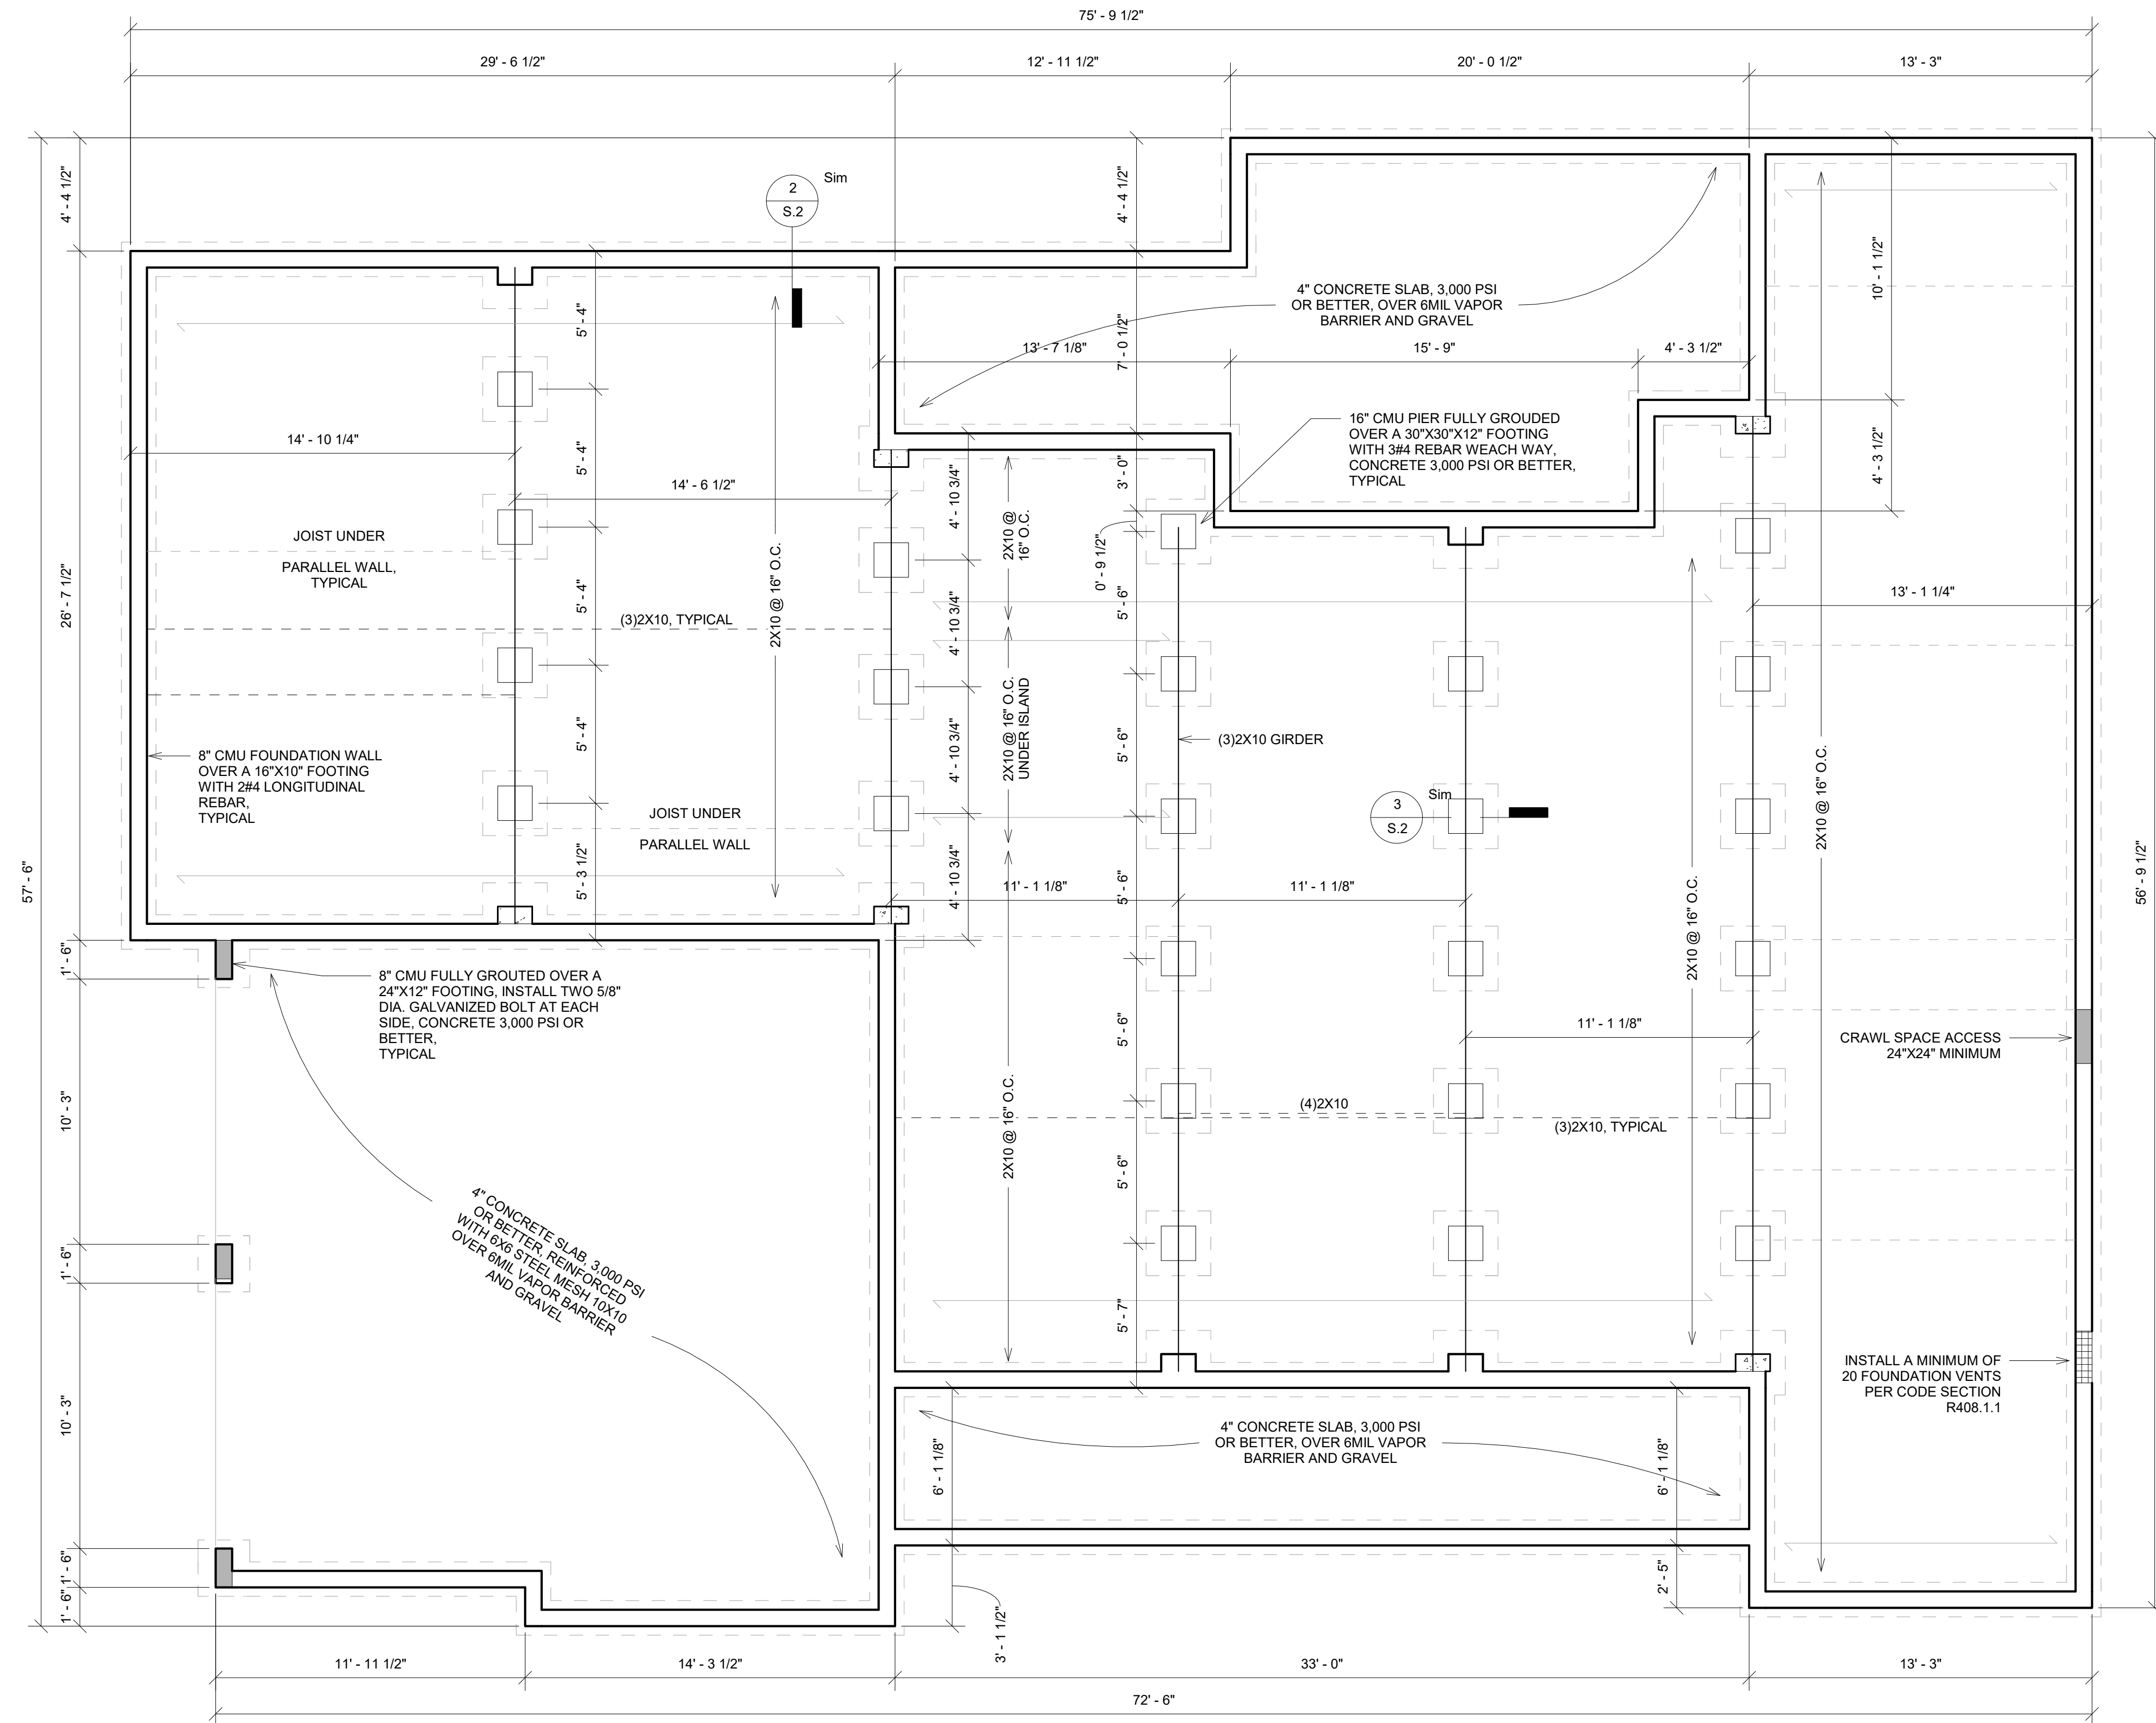 75' - 9 1/2"
29' - 6 1/2"
12' - 11 1/2"
20' - 0 1/2"
13' - 3"
4' - 4 1/2"
26' - 7 1/2"
57' - 6"
1' - 6"
10' - 3"
1' - 6"
10' - 3"
1' - 6"
1' - 6"
2
S.2
Sim
14' - 10 1/4"
14' - 6 1/2"
5' - 4"
5' - 4"
5' - 4"
5' - 4"
5' - 3 1/2"
JOIST UNDER
PARALLEL WALL,
TYPICAL
(3)2X10, TYPICAL
2X10 @ 16" O.C.
8" CMU FOUNDATION WALL
OVER A 16"X10" FOOTING
WITH 2#4 LONGITUDINAL
REBAR,
TYPICAL
JOIST UNDER
PARALLEL WALL
8" CMU FULLY GROUTED OVER A
24"X12" FOOTING, INSTALL TWO 5/8"
DIA. GALVANIZED BOLT AT EACH
SIDE, CONCRETE 3,000 PSI OR
BETTER,
TYPICAL
4" CONCRETE SLAB, 3,000 PSI
OR BETTER, REINFORCED
WITH 6X6 STEEL MESH 10X10
OVER 6MIL VAPOR BARRIER
AND GRAVEL
4' - 4 1/2"
7' - 0 1/2"
3' - 0"
0' - 9 1/2"
5' - 6"
5' - 6"
5' - 6"
5' - 6"
5' - 6"
5' - 7"
4" CONCRETE SLAB, 3,000 PSI
OR BETTER, OVER 6MIL VAPOR
BARRIER AND GRAVEL
13' - 7 1/8"
15' - 9"
4' - 3 1/2"
16" CMU PIER FULLY GROUDED
OVER A 30"X30"X12" FOOTING
WITH 3#4 REBAR WEACH WAY,
CONCRETE 3,000 PSI OR BETTER,
TYPICAL
4' - 10 3/4"
4' - 10 3/4"
4' - 10 3/4"
4' - 10 3/4"
2X10 @
16" O.C.
2X10 @ 16" O.C.
UNDER ISLAND
2X10 @ 16" O.C.
(3)2X10 GIRDER
3
S.2
Sim
11' - 1 1/8"
11' - 1 1/8"
11' - 1 1/8"
2X10 @ 16" O.C.
(4)2X10
(3)2X10, TYPICAL
10' - 1 1/2"
4' - 3 1/2"
13' - 1 1/4"
2X10 @ 16" O.C.
56' - 9 1/2"
CRAWL SPACE ACCESS
24"X24" MINIMUM
INSTALL A MINIMUM OF
20 FOUNDATION VENTS
PER CODE SECTION
R408.1.1
4" CONCRETE SLAB, 3,000 PSI
OR BETTER, OVER 6MIL VAPOR
BARRIER AND GRAVEL
6' - 1 1/8"
6' - 1 1/8"
3' - 1 1/2"
2' - 5"
11' - 11 1/2"
14' - 3 1/2"
33' - 0"
13' - 3"
72' - 6"